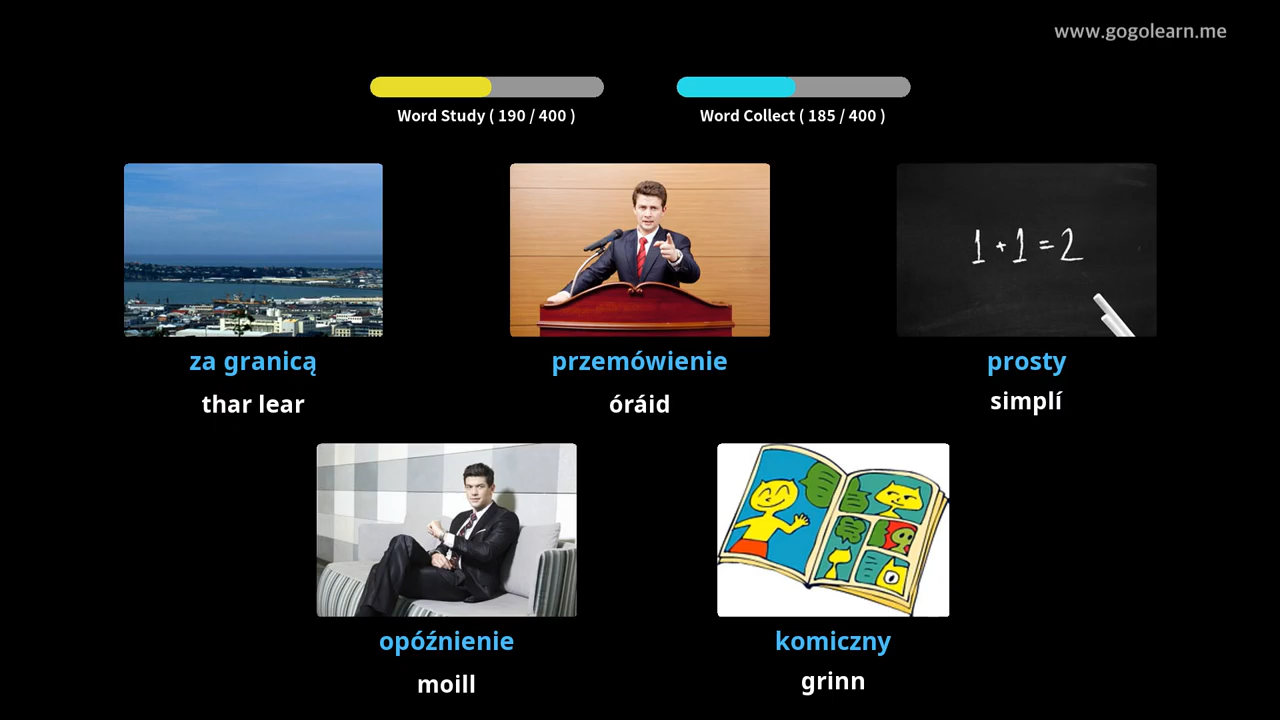 www.gogolearn.me
Word Study ( 190 / 400 )
Word Collect ( 185 / 400 )
1 + 1 = 2
za granicą
przemówienie
prosty
thar lear
óráid
simplí
opóźnienie
komiczny
moill
grinn